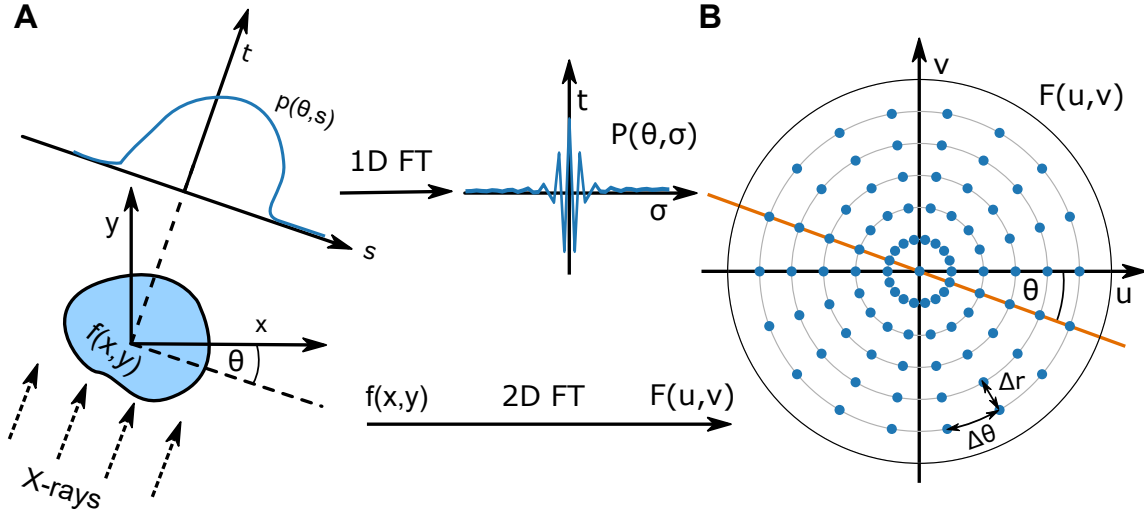 A
t
p(θ,s)
s
y
x
θ
f(x,y)
X-rays
1D FT
t
P(θ,σ)
σ
f(x,y) 2D FT F(u,v)
B
v
F(u,v)
θ
u
Δr
Δθ